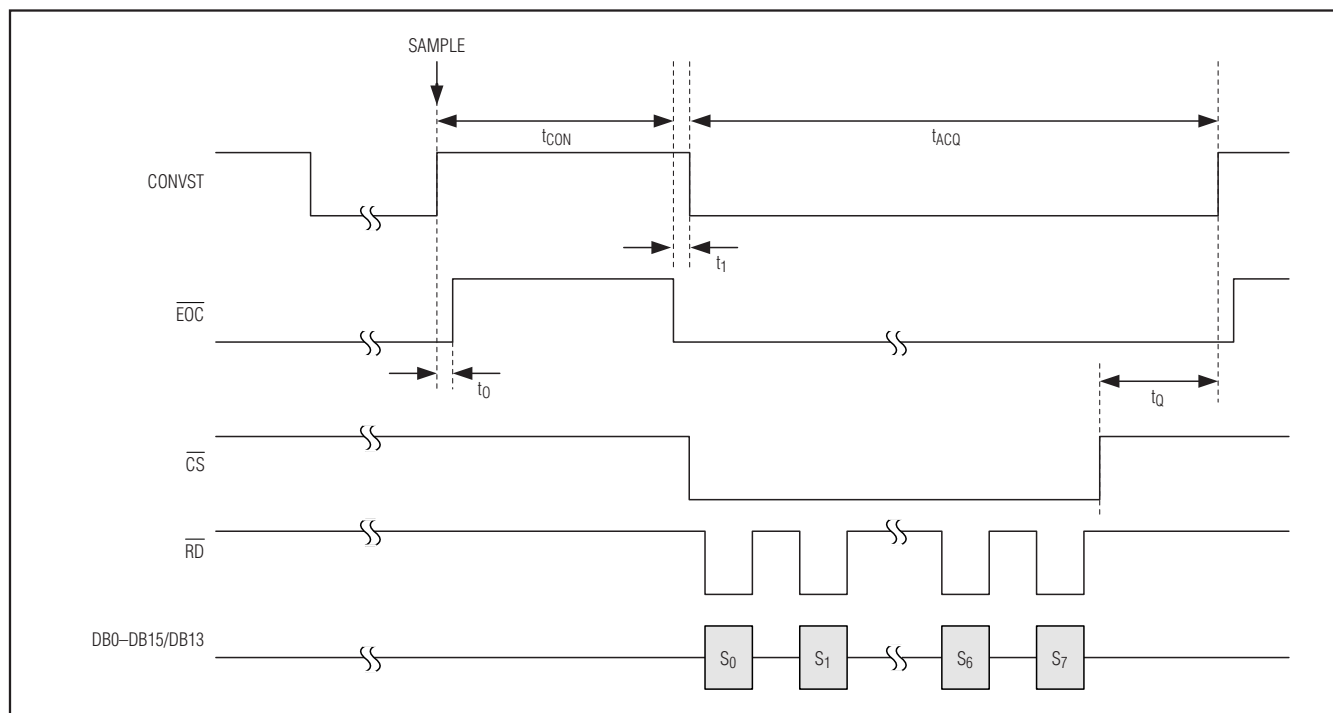 SAMPLE
tCON
tACQ
CONVST
t1
EOC
t0
tQ
CS
RD
DB0–DB15/DB13
S0
S1
S6
S7